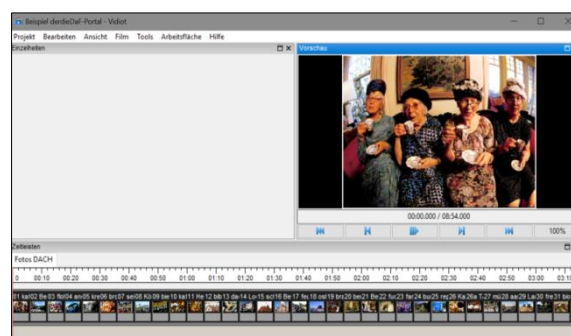 Beispiel derdieDaF-Portal - Vidiot
Projekt Bearbeiten Ansicht Film Tools Arbeitsfläche Hilfe
Einzelheiten
Vorschau
00:00.000 / 08:54.000
100%
Zeitleisten
Fotos DACH
0 00:10 00:20 00:30 00:40 00:50 01:00 01:10 01:20 01:30 01:40 01:50 02:00 02:10 02:20 02:30 02:40 02:50 03:00 03:10